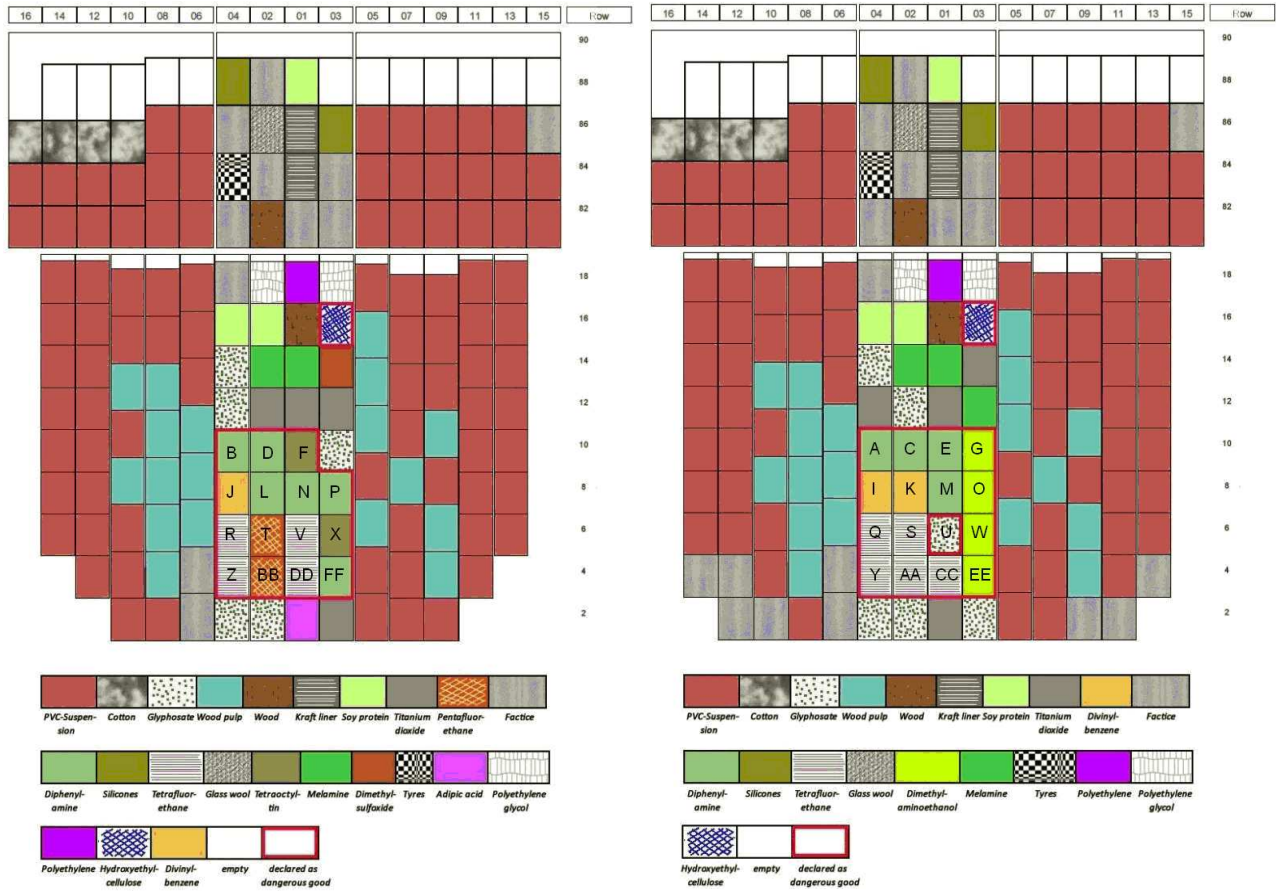 16 14 12 10 08 06 04 02 01 03 05 07 09 11 13 15 Row
90
88
86
84
82
18
16
14
12
10
8
6
4
2
B D F
J L N P
R T V X
Z BB DD FF
PVC-Suspen-
sion
Cotton
Glyphosate
Wood pulp
Wood
Kraft liner
Soy protein
Titanium
dioxide
Pentafluor-
ethane
Factice
Diphenyl-
amine
Silicones
Tetrafluor-
ethane
Glass wool
Tetraoctyl-
tin
Melamine
Dimethyl-
sulfoxide
Tyres
Adipic acid
Polyethylene
glycol
Polyethylene
Hydroxyethyl-
cellulose
Divinyl-
benzene
empty
declared as
dangerous good
16 14 12 10 08 06 04 02 01 03 05 07 09 11 13 15 Row
90
88
86
84
82
18
16
14
12
10
8
6
4
2
A C E G
I K M O
Q S U W
Y AA CC EE
PVC-Suspen-
sion
Cotton
Glyphosate
Wood pulp
Wood
Kraft liner
Soy protein
Titanium
dioxide
Divinyl-
benzene
Factice
Diphenyl-
amine
Silicones
Tetrafluor-
ethane
Glass wool
Dimethyl-
aminoethanol
Melamine
Tyres
Polyethylene
Polyethylene
glycol
Hydroxyethyl-
cellulose
empty
declared as
dangerous good